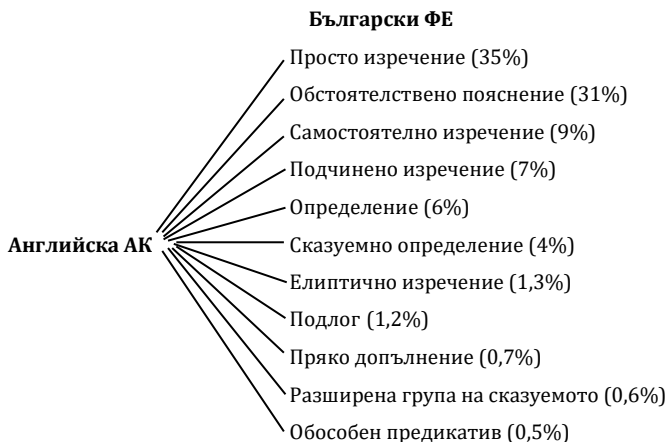 Български ФЕ
Просто изречение (35%)
Обстоятелствено пояснение (31%)
Самостоятелно изречение (9%)
Подчинено изречение (7%)
Определение (6%)
Английска АК
Сказуемно определение (4%)
Елиптично изречение (1,3%)
Подлог (1,2%)
Пряко допълнение (0,7%)
Разширена група на сказуемото (0,6%)
Обособен предикатив (0,5%)